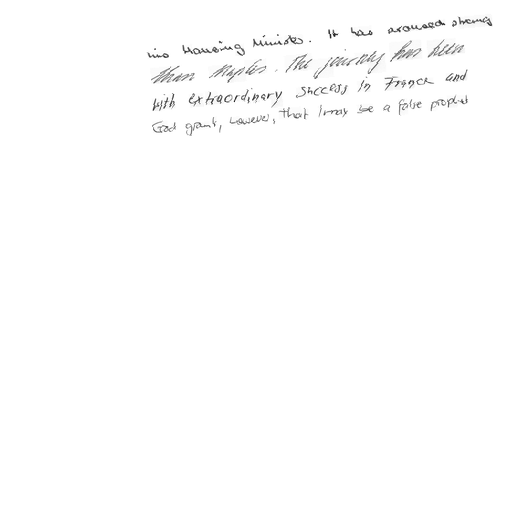 his Housing Minister. It has aroused strong
than Naples. The journey has been
with extraordinary success in France and
God grant, however, that I may be a false prophet